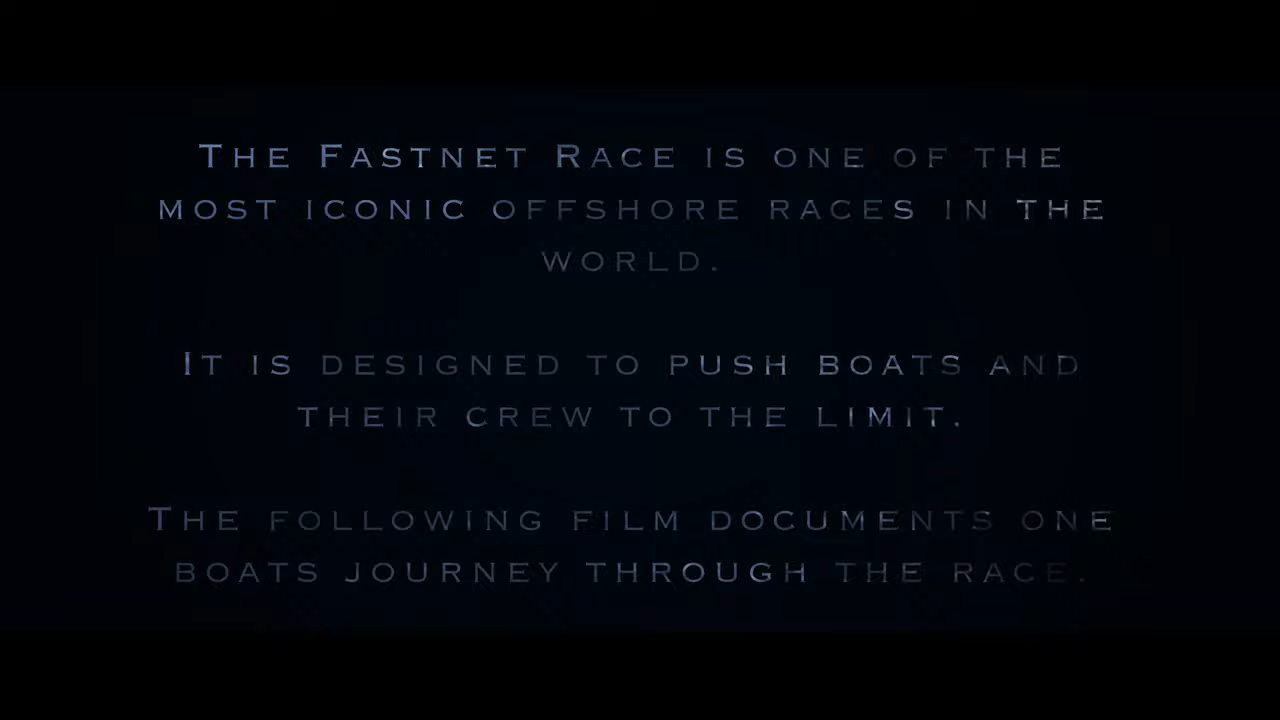 The Fastnet Race is one of the
most iconic offshore races in the
world.
It is designed to push boats and
their crew to the limit.
The following film documents one
boats journey through the race.